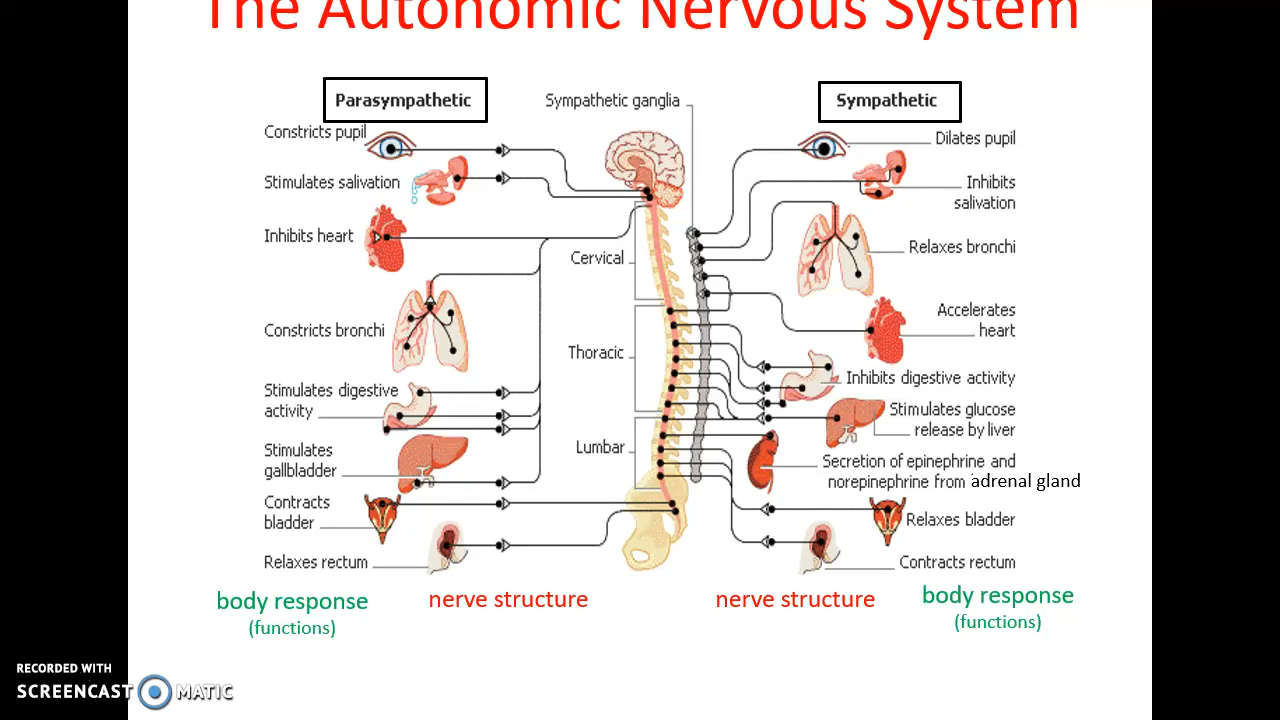 The Autonomic Nervous System
Parasympathetic
Sympathetic ganglia
Sympathetic
Constricts pupil
Stimulates salivation
Inhibits heart
Constricts bronchi
Stimulates digestive
activity
Stimulates
gallbladder
Contracts
bladder
Relaxes rectum
Cervical
Thoracic
Lumbar
Dilates pupil
Inhibits
salivation
Relaxes bronchi
Accelerates
heart
Inhibits digestive activity
Stimulates glucose
release by liver
Secretion of epinephrine and
norepinephrine from adrenal gland
Relaxes bladder
Contracts rectum
body response
(functions)
nerve structure
nerve structure
body response
(functions)
RECORDED WITH
SCREENCAST MATIC